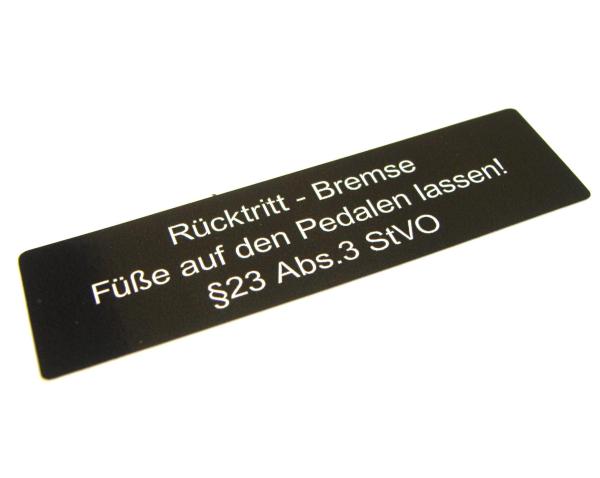 Rücktritt - Bremse
Füße auf den Pedalen lassen!
§23 Abs.3 StVO